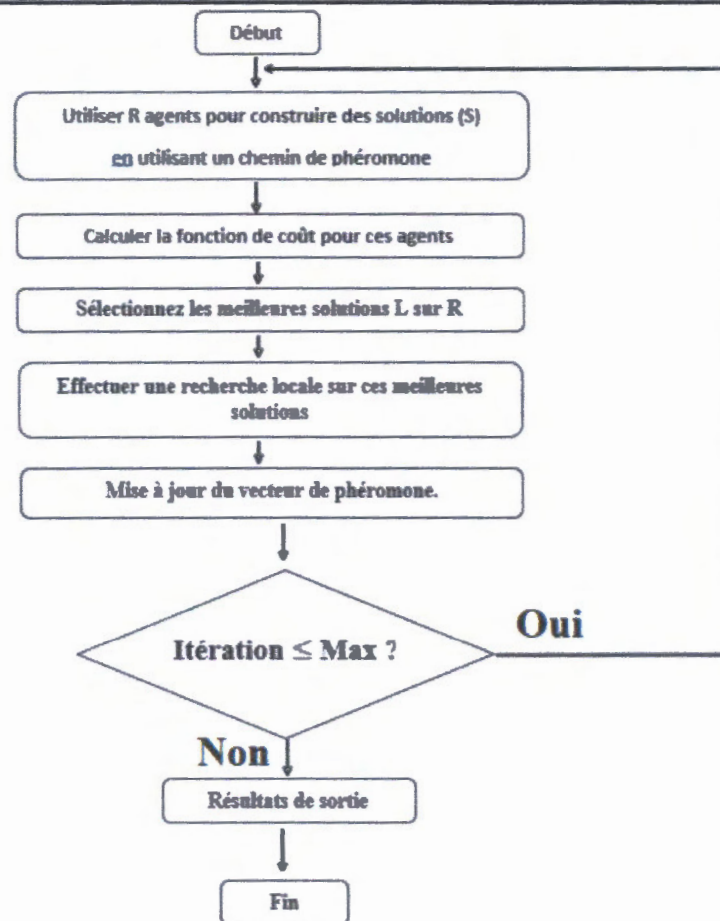 Début
Utiliser R agents pour construire des solutions (S)
en utilisant un chemin de phéromone
Calculer la fonction de coût pour ces agents
Sélectionnez les meilleures solutions L sur R
Effectuer une recherche locale sur ces meilleures
solutions
Mise à jour du vecteur de phéromone.
Itération ≤ Max ?
Oui
Non
Résultats de sortie
Fin